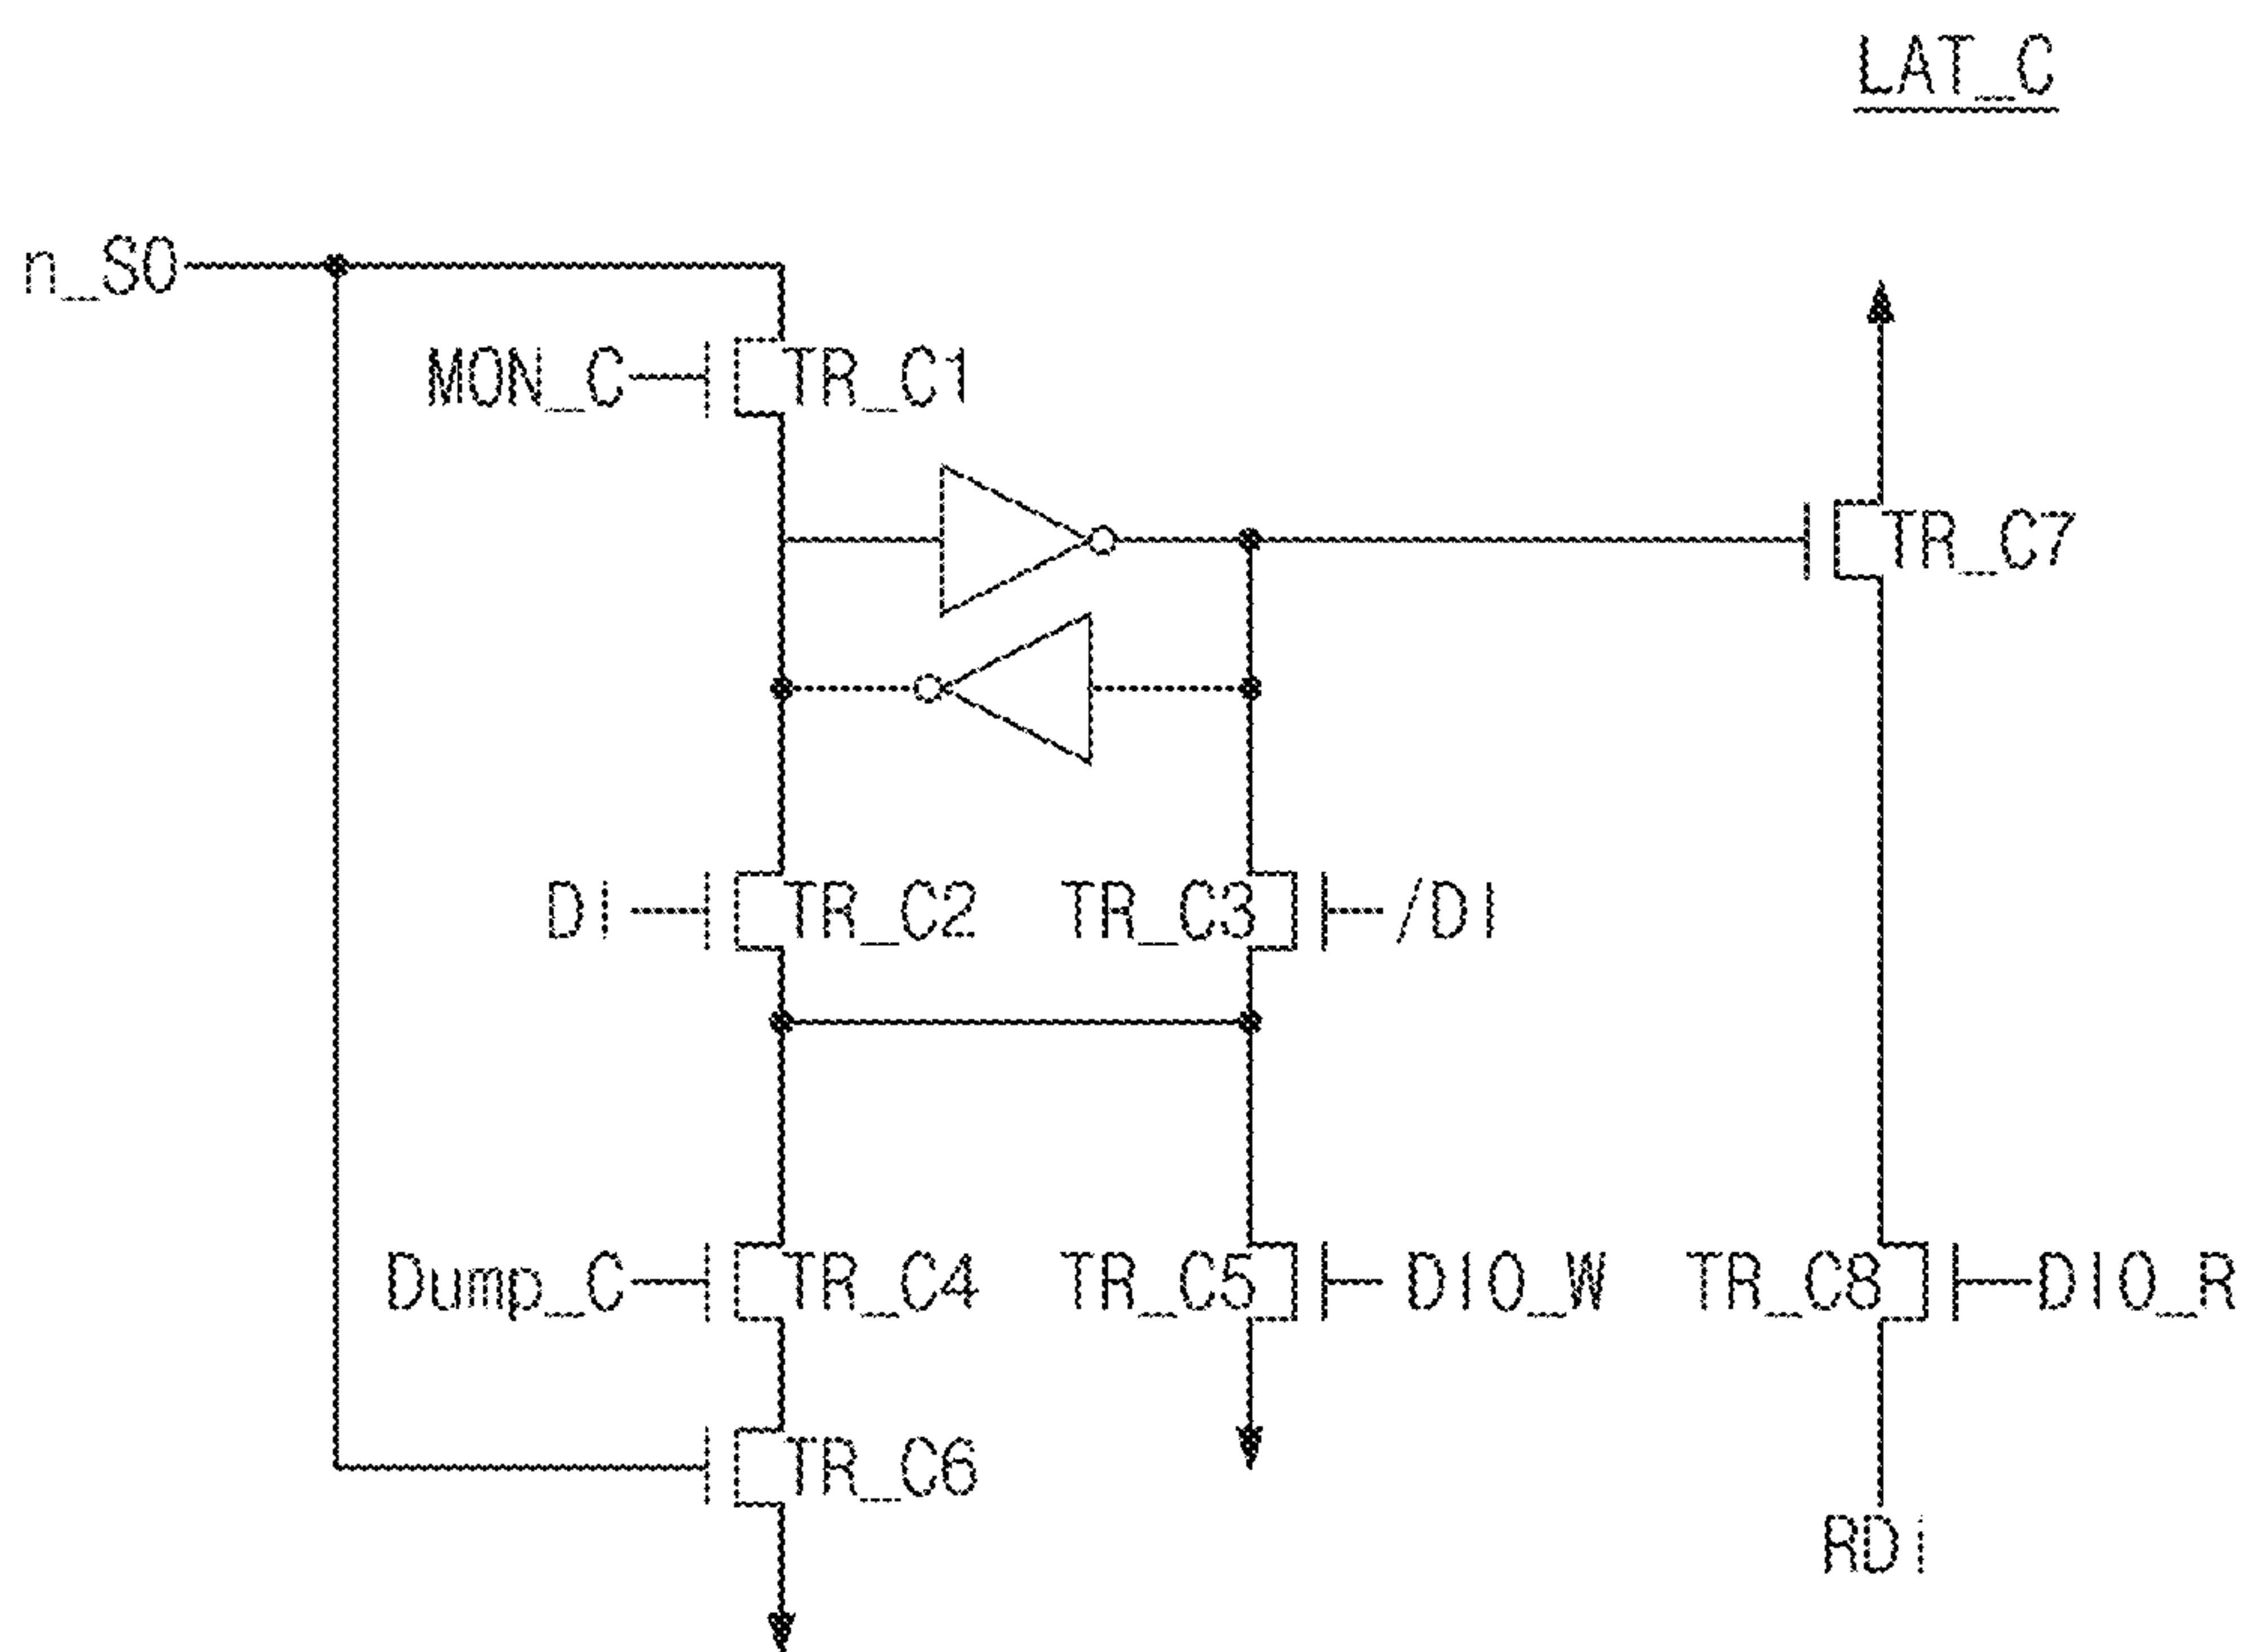 LAT_C
n_SO
MON_C TR_C1
TR_C7
DI TR_C2 TR_C3 /DI
Dump_C TR_C4 TR_C5 DIO_W TR_C8 DIO_R
TR_C6
RDi